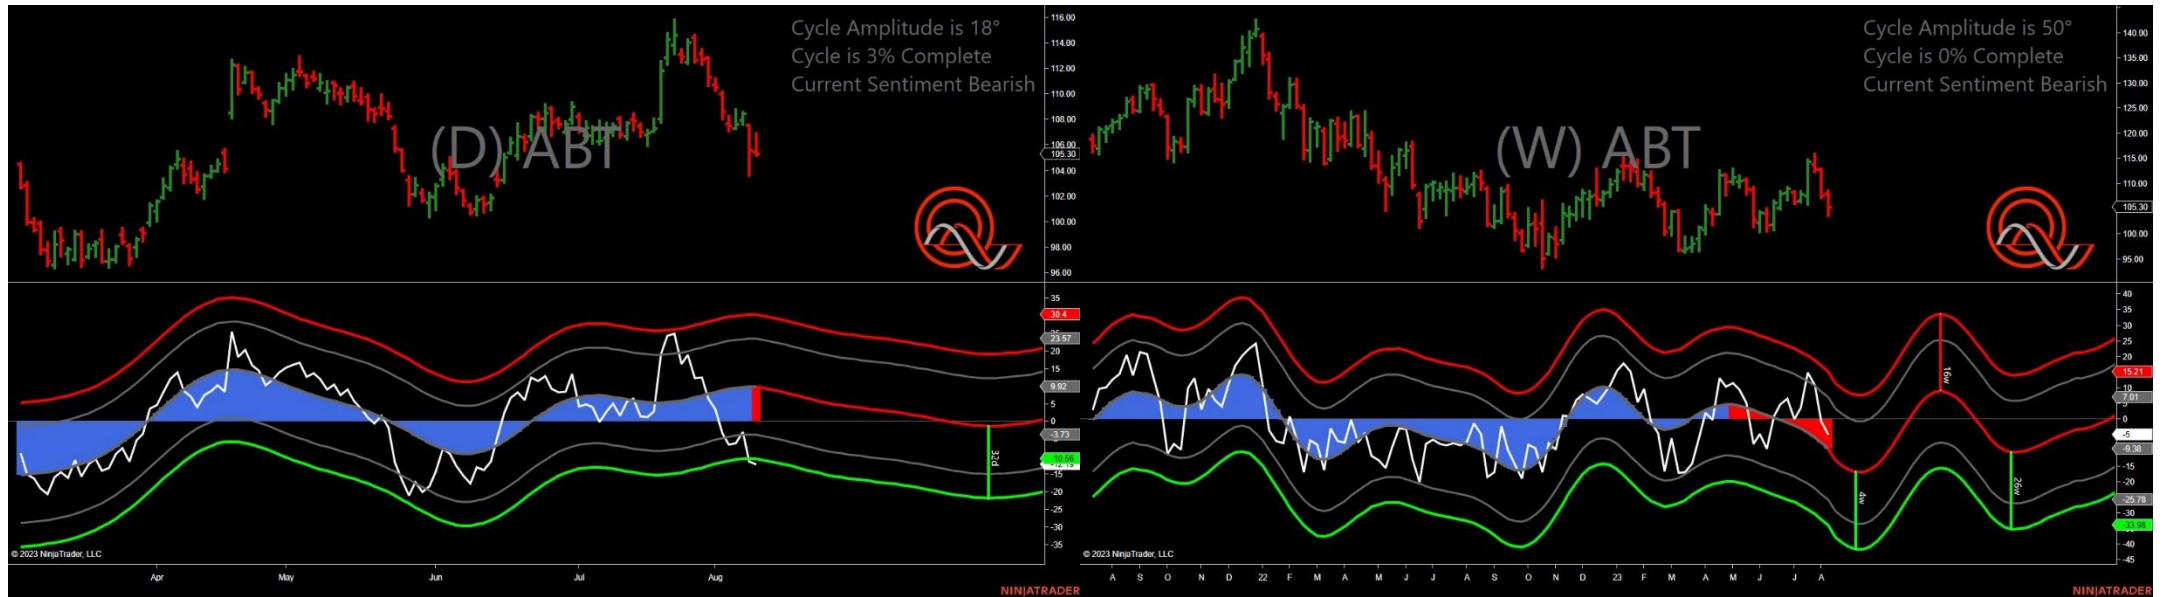 Cycle Amplitude is 18°
Cycle is 3% Complete
Current Sentiment Bearish
(D) ABT
116.00
114.00
112.00
110.00
108.00
106.00
105.30
104.00
102.00
100.00
98.00
96.00
35
30.4
23.57
20
15
9.92
5
0
-3.73
-10.56
-15
-20
-25
-30
-35
32d
© 2023 NinjaTrader, LLC
Apr
May
Jun
Jul
Aug
NINJATRADER
Cycle Amplitude is 50°
Cycle is 0% Complete
Current Sentiment Bearish
(W) ABT
140.00
135.00
130.00
125.00
120.00
115.00
110.00
105.30
100.00
95.00
40
35
30
25
20
15.21
10
7.01
0
-5
-9.38
-15
-20
-25.78
-30
-33.98
-40
-45
16w
4w
26w
© 2023 NinjaTrader, LLC
A
S
O
N
D
22
F
M
A
M
J
J
A
S
O
N
D
23
F
M
A
M
J
J
A
NINJATRADER